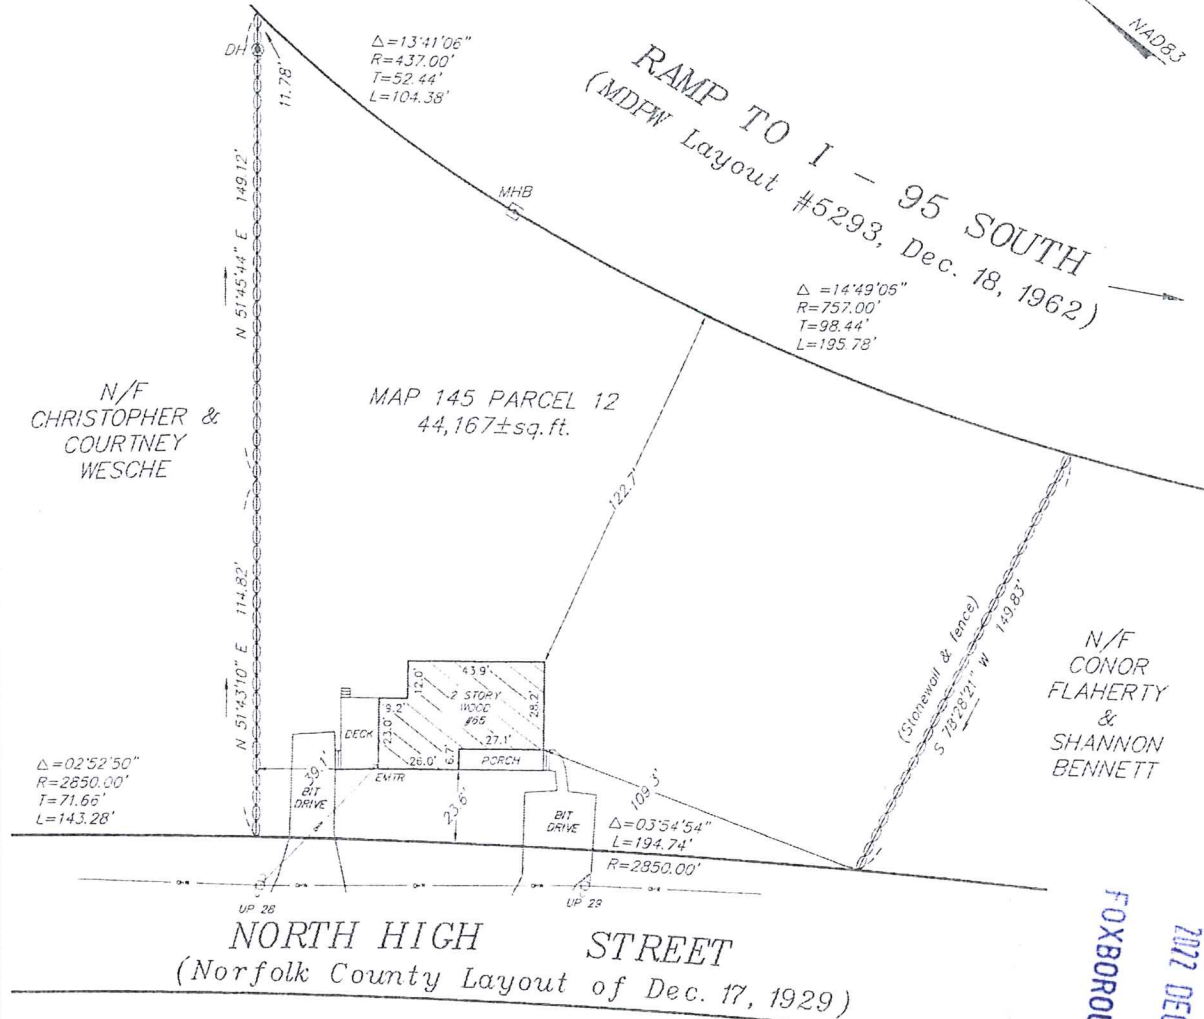 NAD83
DH
11.78'
Δ=13°41'06"
R=437.00'
T=52.44'
L=104.38'
RAMP TO I - 95 SOUTH
(MDPW Layout #5293, Dec. 18, 1962)
MHB
Δ =14°49'05"
R=757.00'
T=98.44'
L=195.78'
N 51°45'44" E 149.12'
N/F
CHRISTOPHER &
COURTNEY
WESCHE
MAP 145 PARCEL 12
44,167±sq.ft.
122.7'
(Stonewall & fence)
S 78°28'21" W 149.83'
N/F
CONOR
FLAHERTY
&
SHANNON
BENNETT
N 51°43'10" E 114.82'
43.9'
12.0'
2 STORY
WOOD
#65
28.2'
9.2'
23.0'
DECK
27.1'
6.7'
26.0'
PORCH
EMTR
39.1'
BIT
DRIVE
23.6'
BIT
DRIVE
109.3'
Δ=02°52'50"
R=2850.00'
T=71.66'
L=143.28'
Δ=03°54'54"
L=194.74'
R=2850.00'
UP 28
UP 29
NORTH HIGH STREET
(Norfolk County Layout of Dec. 17, 1929)
2022 DEC
FOXBOROU